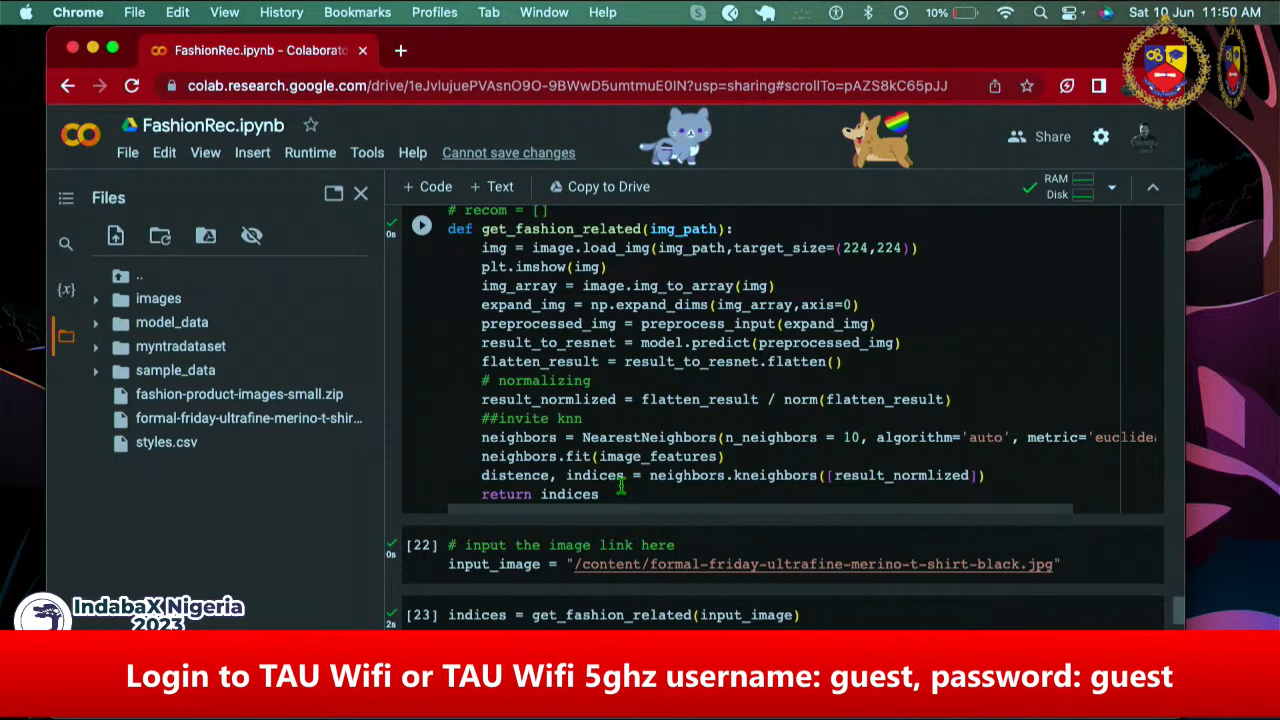 Chrome File Edit View History Bookmarks Profiles Tab Window Help 10% Sat 10 Jun 11:50 AM
FashionRec.ipynb - Colaborato
colab.research.google.com/drive/1eJvlujuePVAsnO9O-9BWwD5umtmuE0lN?usp=sharing#scrollTo=pAZS8kC65pJJ
FashionRec.ipynb
File Edit View Insert Runtime Tools Help Cannot save changes
Share
Files
+ Code + Text Copy to Drive
RAM
Disk
..
images
model_data
myntradataset
sample_data
fashion-product-images-small.zip
formal-friday-ultrafine-merino-t-shir...
styles.csv
# recom = []
0s
def get_fashion_related(img_path):
img = image.load_img(img_path,target_size=(224,224))
plt.imshow(img)
img_array = image.img_to_array(img)
expand_img = np.expand_dims(img_array,axis=0)
preprocessed_img = preprocess_input(expand_img)
result_to_resnet = model.predict(preprocessed_img)
flatten_result = result_to_resnet.flatten()
# normalizing
result_normlized = flatten_result / norm(flatten_result)
##invite knn
neighbors = NearestNeighbors(n_neighbors = 10, algorithm='auto', metric='euclidea
neighbors.fit(image_features)
distence, indices = neighbors.kneighbors([result_normlized])
return indices
[22] # input the image link here
0s
input_image = "/content/formal-friday-ultrafine-merino-t-shirt-black.jpg"
[23] indices = get_fashion_related(input_image)
2s
IndabaX Nigeria
2023
Login to TAU Wifi or TAU Wifi 5ghz username: guest, password: guest